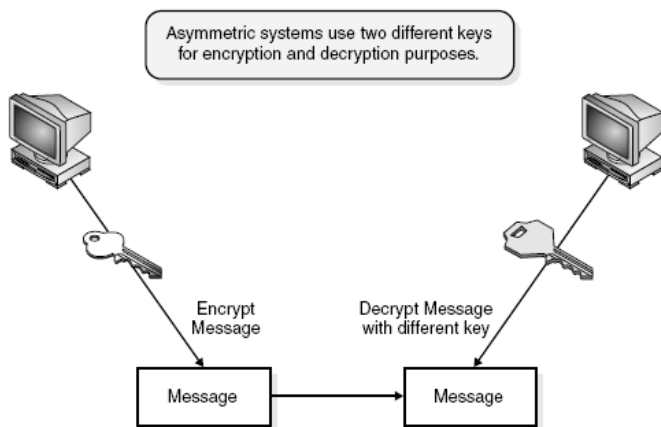 Asymmetric systems use two different keys
for encryption and decryption purposes.
Encrypt
Message
Decrypt Message
with different key
Message
Message